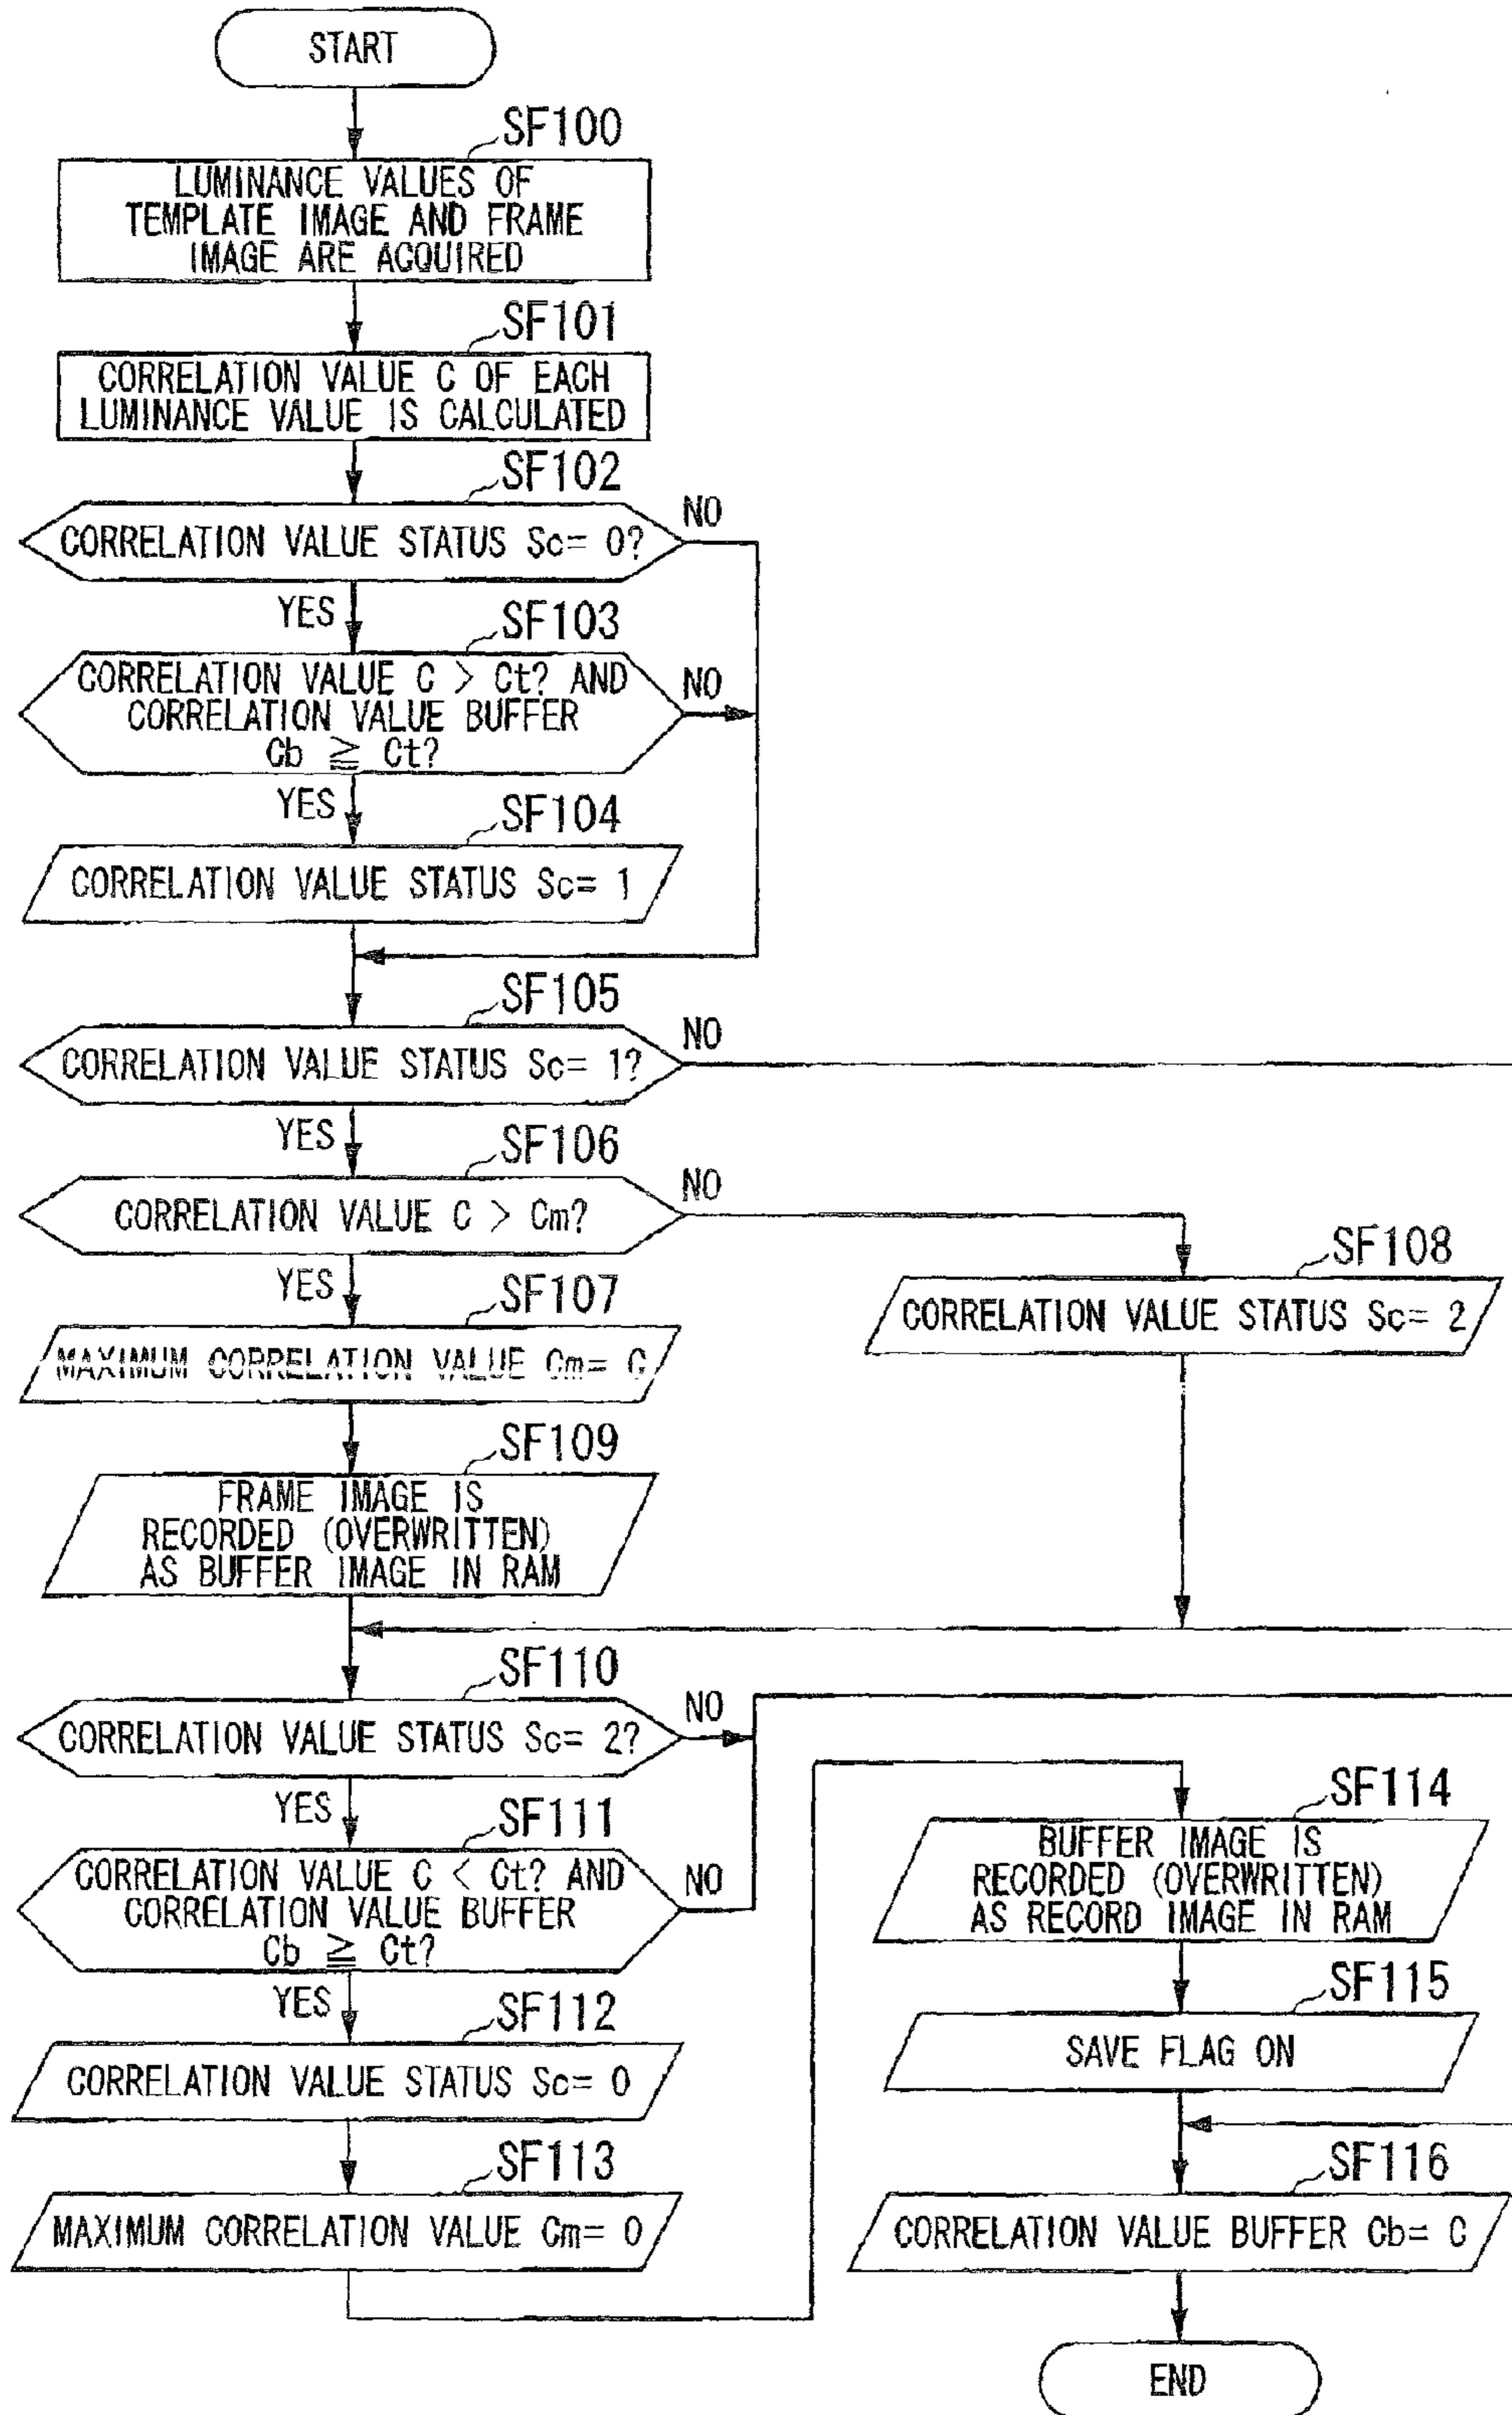 START
SF100
LUMINANCE VALUES OF
TEMPLATE IMAGE AND FRAME
IMAGE ARE ACQUIRED
SF101
CORRELATION VALUE C OF EACH
LUMINANCE VALUE IS CALCULATED
SF102
CORRELATION VALUE STATUS Sc= 0?
NO
YES
SF103
CORRELATION VALUE C > Ct? AND
CORRELATION VALUE BUFFER
Cb ≧ Ct?
NO
YES
SF104
CORRELATION VALUE STATUS Sc= 1
SF105
CORRELATION VALUE STATUS Sc= 1?
NO
YES
SF106
CORRELATION VALUE C > Cm?
NO
YES
SF107
MAXIMUM CORRELATION VALUE Cm= C
SF108
CORRELATION VALUE STATUS Sc= 2
SF109
FRAME IMAGE IS
RECORDED (OVERWRITTEN)
AS BUFFER IMAGE IN RAM
SF110
CORRELATION VALUE STATUS Sc= 2?
NO
YES
SF111
CORRELATION VALUE C < Ct? AND
CORRELATION VALUE BUFFER
Cb ≧ Ct?
NO
YES
SF112
CORRELATION VALUE STATUS Sc= 0
SF113
MAXIMUM CORRELATION VALUE Cm= 0
SF114
BUFFER IMAGE IS
RECORDED (OVERWRITTEN)
AS RECORD IMAGE IN RAM
SF115
SAVE FLAG ON
SF116
CORRELATION VALUE BUFFER Cb= C
END